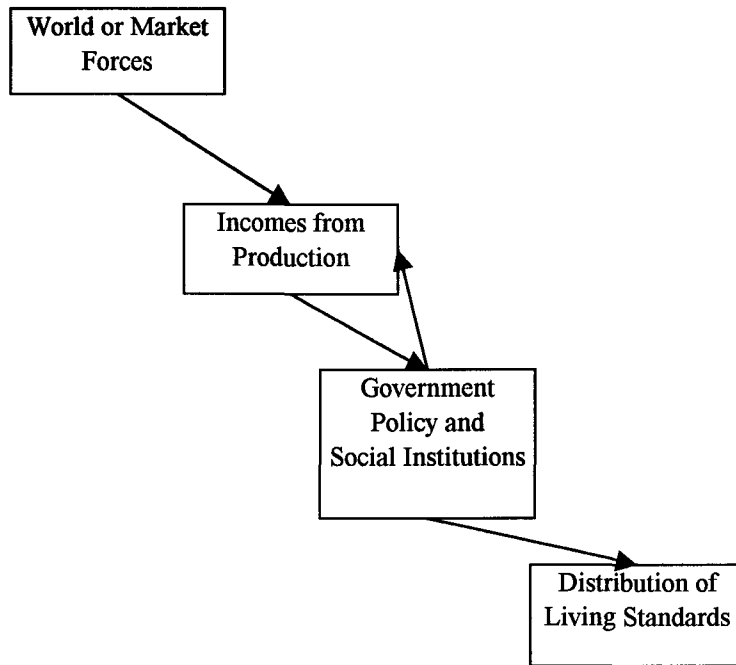 World or Market
Forces
Incomes from
Production
Government
Policy and
Social Institutions
Distribution of
Living Standards